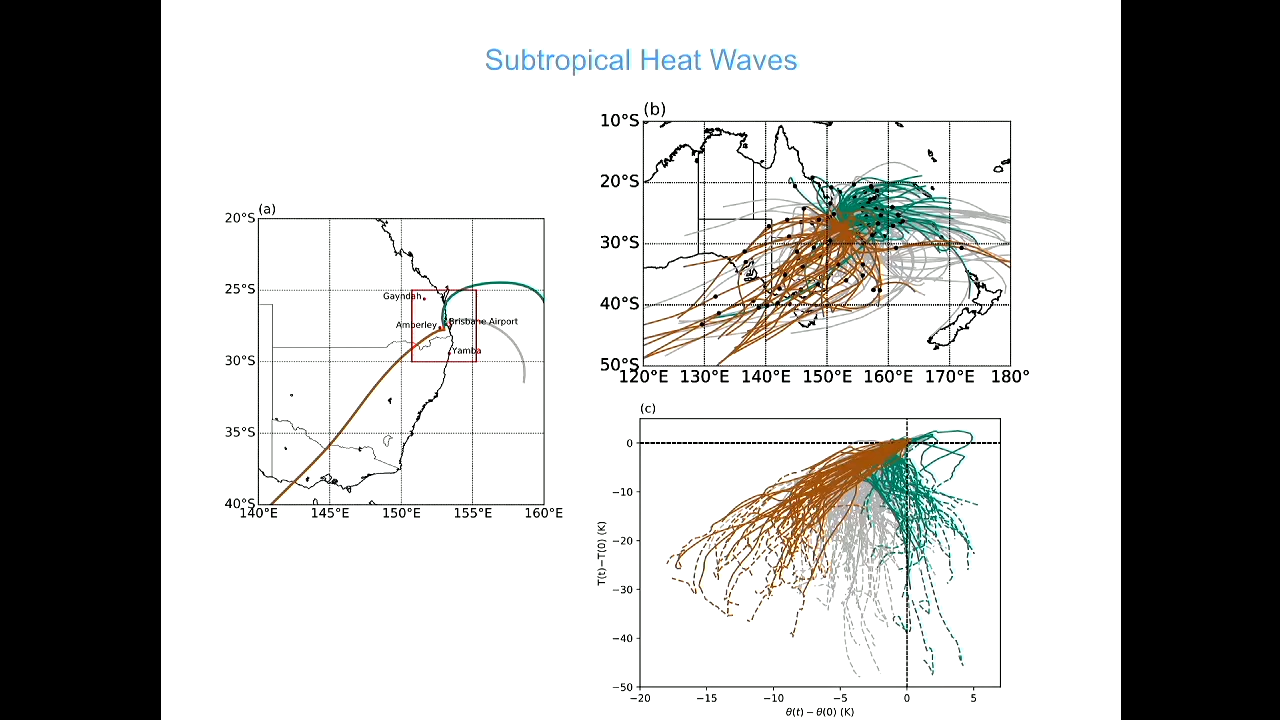 Subtropical Heat Waves
(a)
20°S
25°S
30°S
35°S
40°S
140°E 145°E 150°E 155°E 160°E
Gayndah
Amberley
Brisbane Airport
Yamba
(b)
10°S
20°S
30°S
40°S
50°S
120°E 130°E 140°E 150°E 160°E 170°E 180°
(c)
T(t)−T(0) (K)
0
−10
−20
−30
−40
−50
−20 −15 −10 −5 0 5
θ(t) − θ(0) (K)